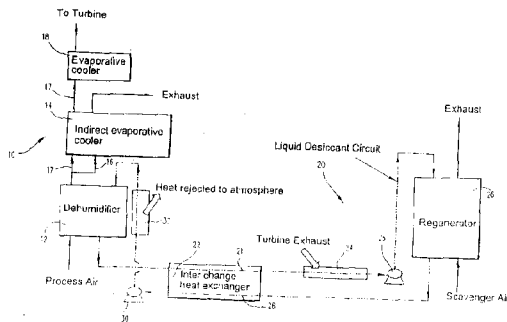 To Turbine
18
Evaporative
cooler
17
Exhaust
14
Indirect evaporative
cooler
10
17
16
Heat rejected to atmosphere
Dehumidifier
12
32
Process Air
30
22
21
Inter change
heat exchanger
28
Turbine Exhaust
24
25
20
Liquid Desiccant Circuit
Exhaust
Regenerator
26
Scavenger Air